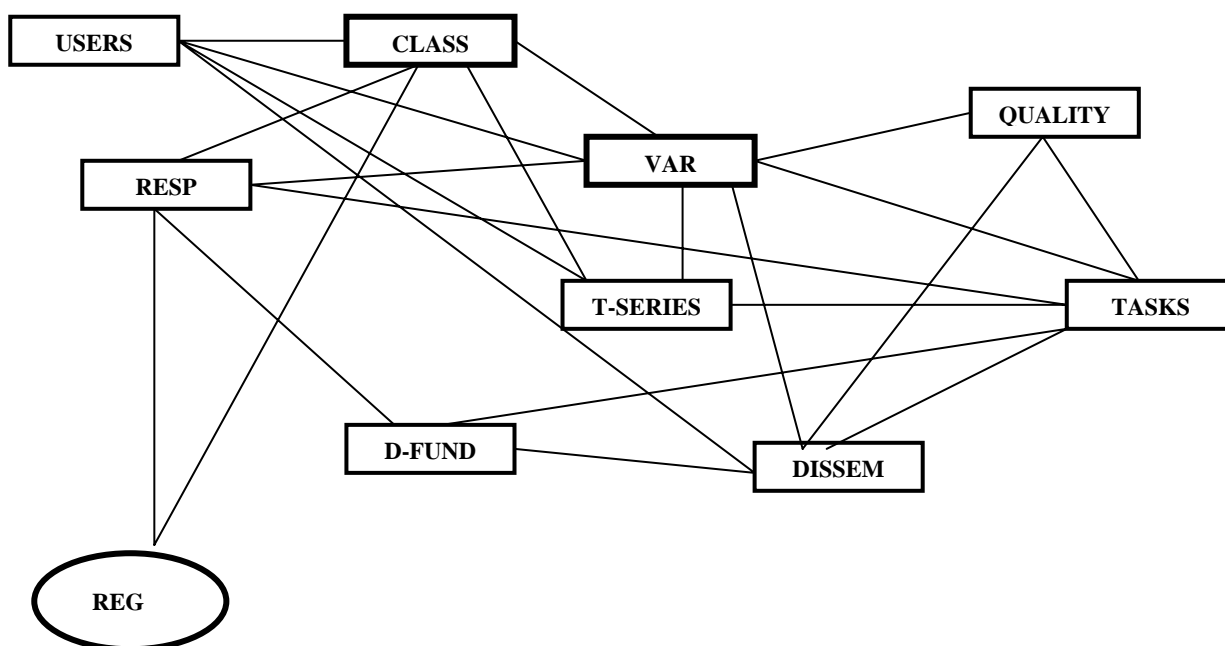 USERS
CLASS
QUALITY
VAR
RESP
T-SERIES
TASKS
D-FUND
DISSEM
REG